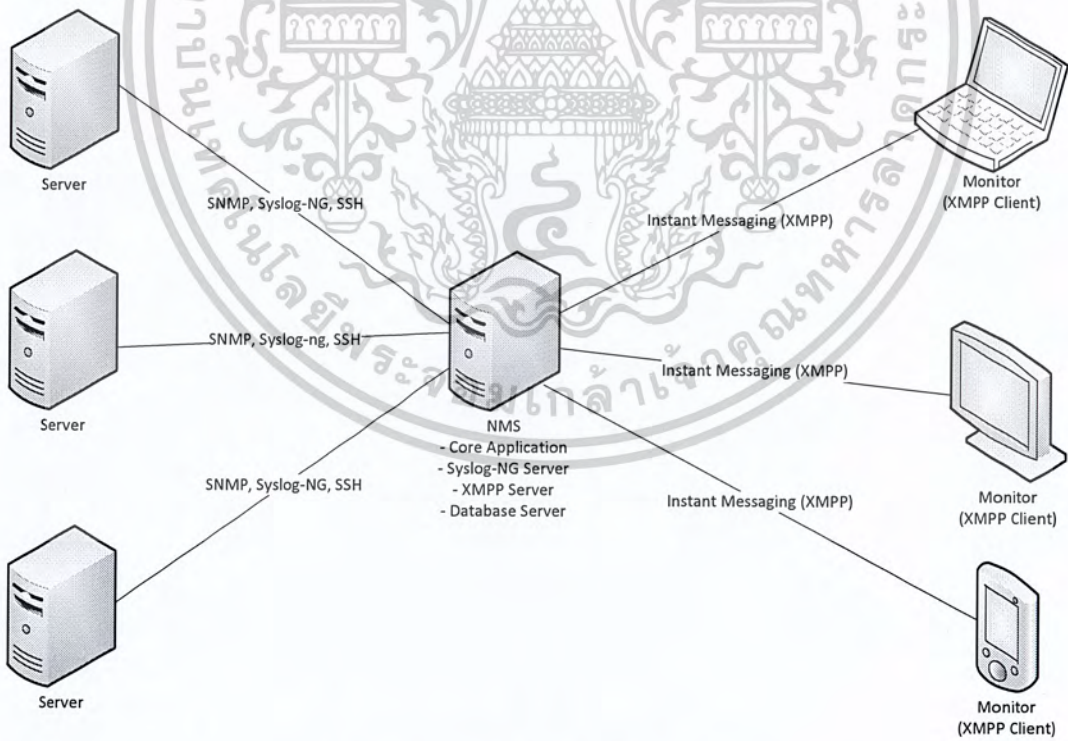 Server
SNMP, Syslog-NG, SSH
Instant Messaging (XMPP)
Monitor
(XMPP Client)
Server
SNMP, Syslog-ng, SSH
NMS
- Core Application
- Syslog-NG Server
- XMPP Server
- Database Server
Instant Messaging (XMPP)
Monitor
(XMPP Client)
Server
SNMP, Syslog-NG, SSH
Instant Messaging (XMPP)
Monitor
(XMPP Client)